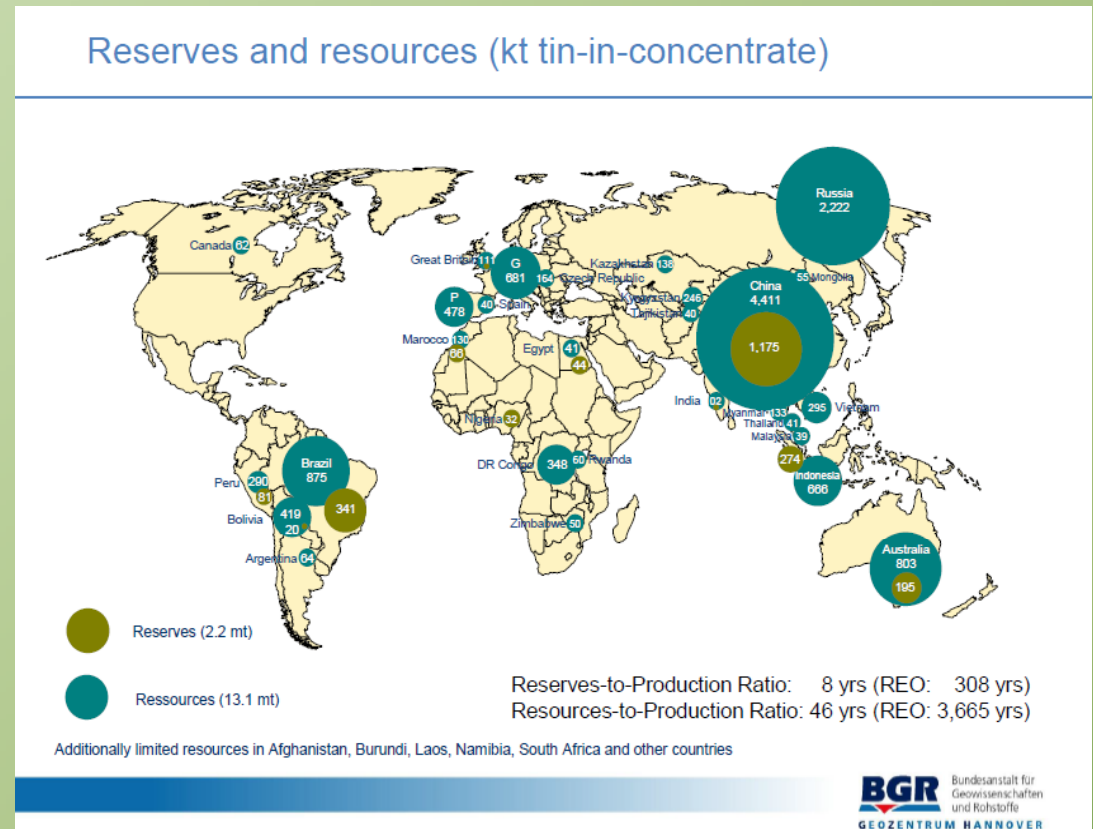 Reserves and resources (kt tin-in-concentrate)
Russia
2,222
Canada 62
Great Britain 111
G
681
164 Czech Republic
Kazakhstan 138
55 Mongolia
China
4,411
1,175
P
478
40 Spain
Kyrgyzstan 246
Tajikistan 40
Marocco 130
66
Egypt 41
44
India 02
Myanmar 133
295 Vietnam
Thailand 41
Malaysia 39
Nigeria 32
274
Indonesia
666
DR Congo 348
60 Rwanda
Brazil
875
Peru 290
81
341
Bolivia
419
20
Zimbabwe 50
Argentina 64
Australia
803
195
Reserves (2.2 mt)
Ressources (13.1 mt)
Reserves-to-Production Ratio: 8 yrs (REO: 308 yrs)
Resources-to-Production Ratio: 46 yrs (REO: 3,665 yrs)
Additionally limited resources in Afghanistan, Burundi, Laos, Namibia, South Africa and other countries
BGR
Bundesanstalt für
Geowissenschaften
und Rohstoffe
GEOZENTRUM HANNOVER